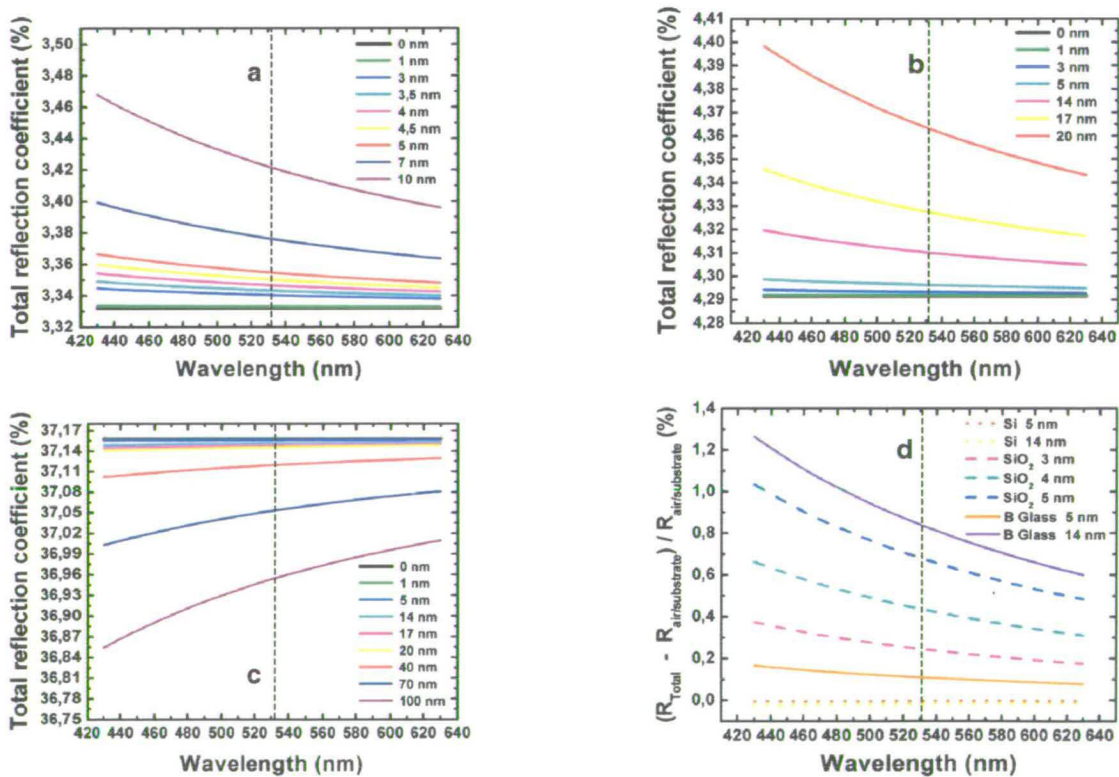 Total reflection coefficient (%)
3,50
3,48
3,46
3,44
3,42
3,40
3,38
3,36
3,34
3,32
a
0 nm
1 nm
3 nm
3,5 nm
4 nm
4,5 nm
5 nm
7 nm
10 nm
420 440 460 480 500 520 540 560 580 600 620 640
Wavelength (nm)
Total reflection coefficient (%)
4,41
4,40
4,39
4,38
4,36
4,35
4,34
4,33
4,31
4,30
4,29
4,28
b
0 nm
1 nm
3 nm
5 nm
14 nm
17 nm
20 nm
420 440 460 480 500 520 540 560 580 600 620 640
Wavelength (nm)
Total reflection coefficient (%)
37,17
37,14
37,11
37,08
37,05
37,02
36,99
36,96
36,93
36,90
36,87
36,84
36,81
36,78
36,75
c
0 nm
1 nm
5 nm
14 nm
17 nm
20 nm
40 nm
70 nm
100 nm
420 440 460 480 500 520 540 560 580 600 620 640
Wavelength (nm)
(R_Total - R_air/substrate) / R_air/substrate (%)
1,4
1,2
1,0
0,8
0,6
0,4
0,2
0,0
d
Si 5 nm
Si 14 nm
SiO₂ 3 nm
SiO₂ 4 nm
SiO₂ 5 nm
B Glass 5 nm
B Glass 14 nm
420 440 460 480 500 520 540 560 580 600 620 640
Wavelength (nm)